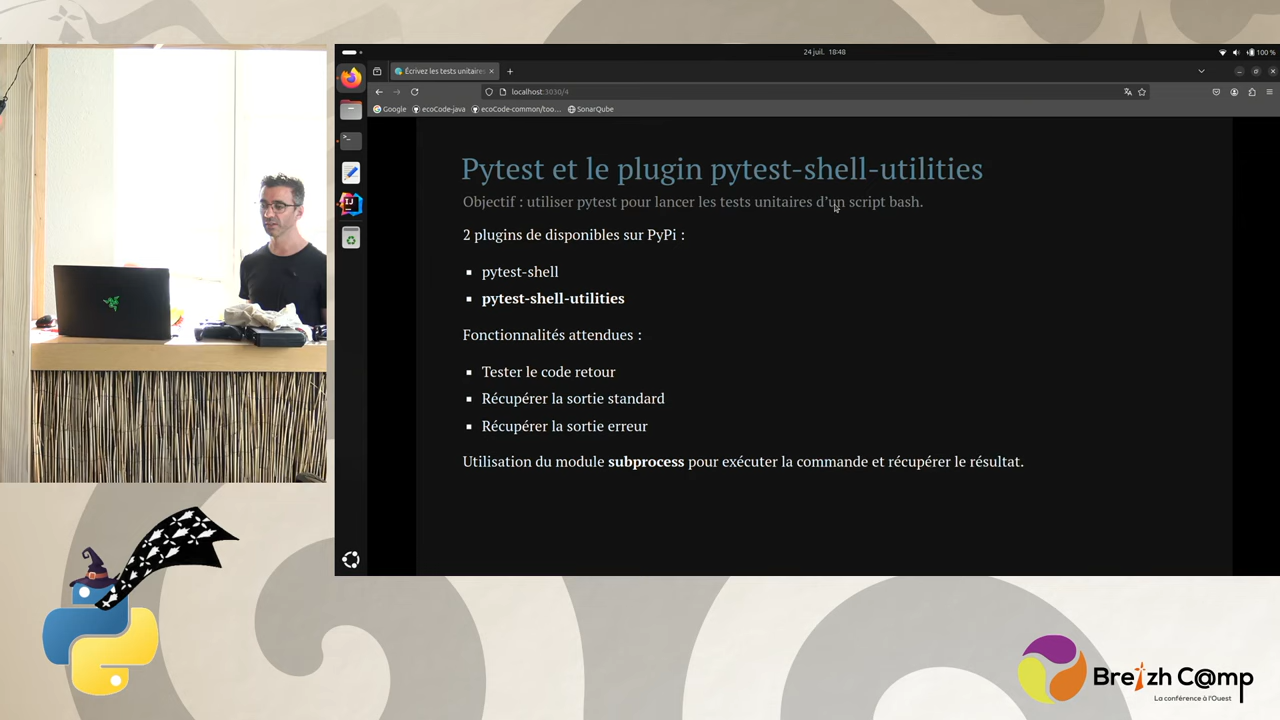 24 juil. 18:48
100 %
Écrivez les tests unitaires
localhost:3030/4
Google
ecoCode-java
ecoCode-common/too...
SonarQube
Pytest et le plugin pytest-shell-utilities
Objectif : utiliser pytest pour lancer les tests unitaires d'un script bash.
2 plugins de disponibles sur PyPi :
pytest-shell
pytest-shell-utilities
Fonctionnalités attendues :
Tester le code retour
Récupérer la sortie standard
Récupérer la sortie erreur
Utilisation du module subprocess pour exécuter la commande et récupérer le résultat.
Breizh C@mp
La conférence à l'Ouest